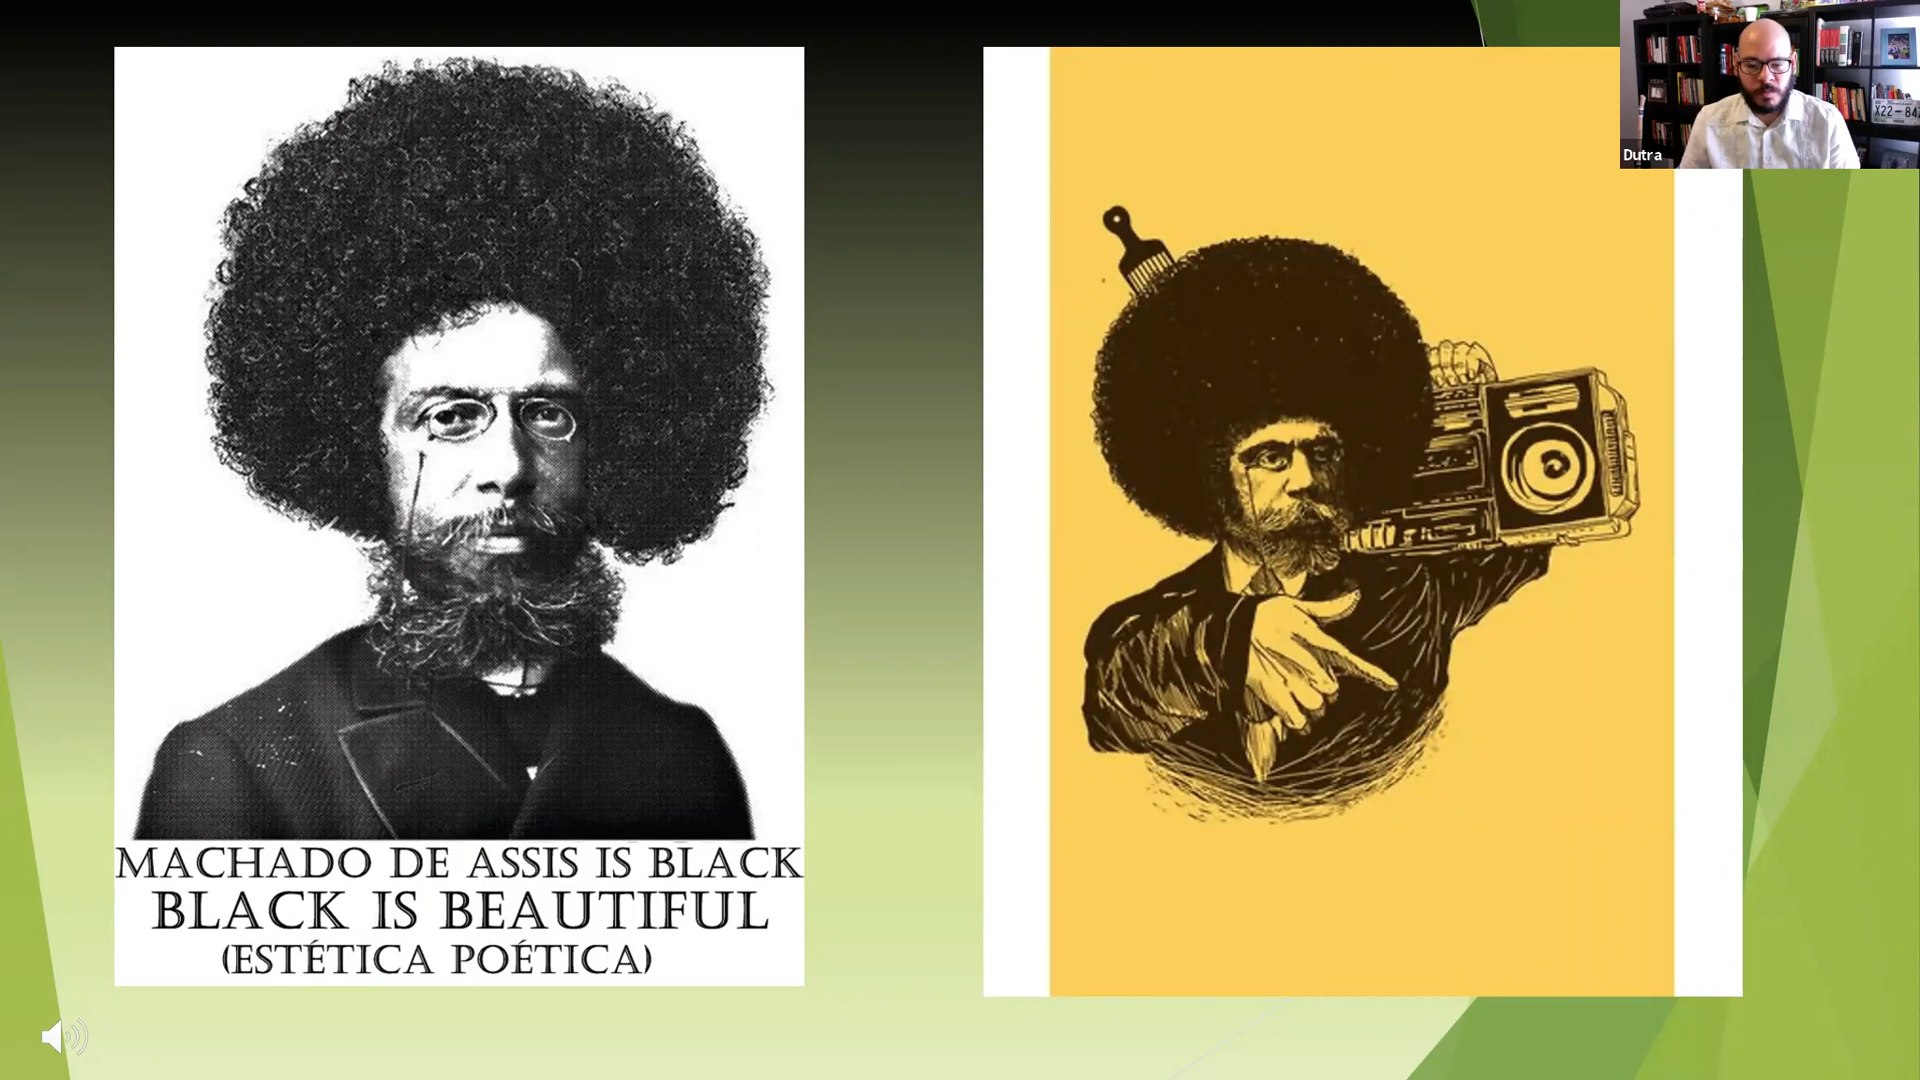 MACHADO DE ASSIS IS BLACK
BLACK IS BEAUTIFUL
(ESTÉTICA POÉTICA)
Dutra